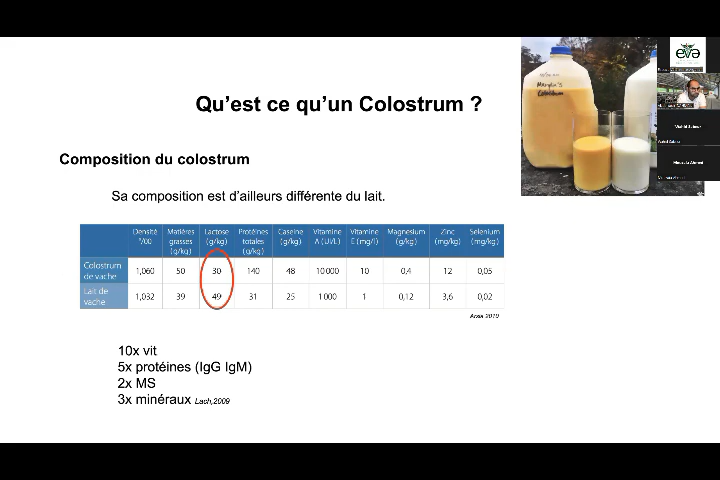 Qu'est ce qu'un Colostrum ?
Composition du colostrum
Sa composition est d'ailleurs différente du lait.
Densité °/00 Matières grasses (g/kg) Lactose (g/kg) Protéines totales (g/kg) Caseine (g/kg) Vitamine A (UI/L) Vitamine E (mg/l) Magnesium (g/kg) Zinc (mg/kg) Selenium (mg/kg)
Colostrum de vache 1,060 50 30 140 48 10 000 10 0,4 12 0,05
Lait de vache 1,032 39 49 31 25 1 000 1 0,12 3,6 0,02
10x vit
5x protéines (IgG IgM)
2x MS
3x minéraux Lach,2009
Colostrum
eva